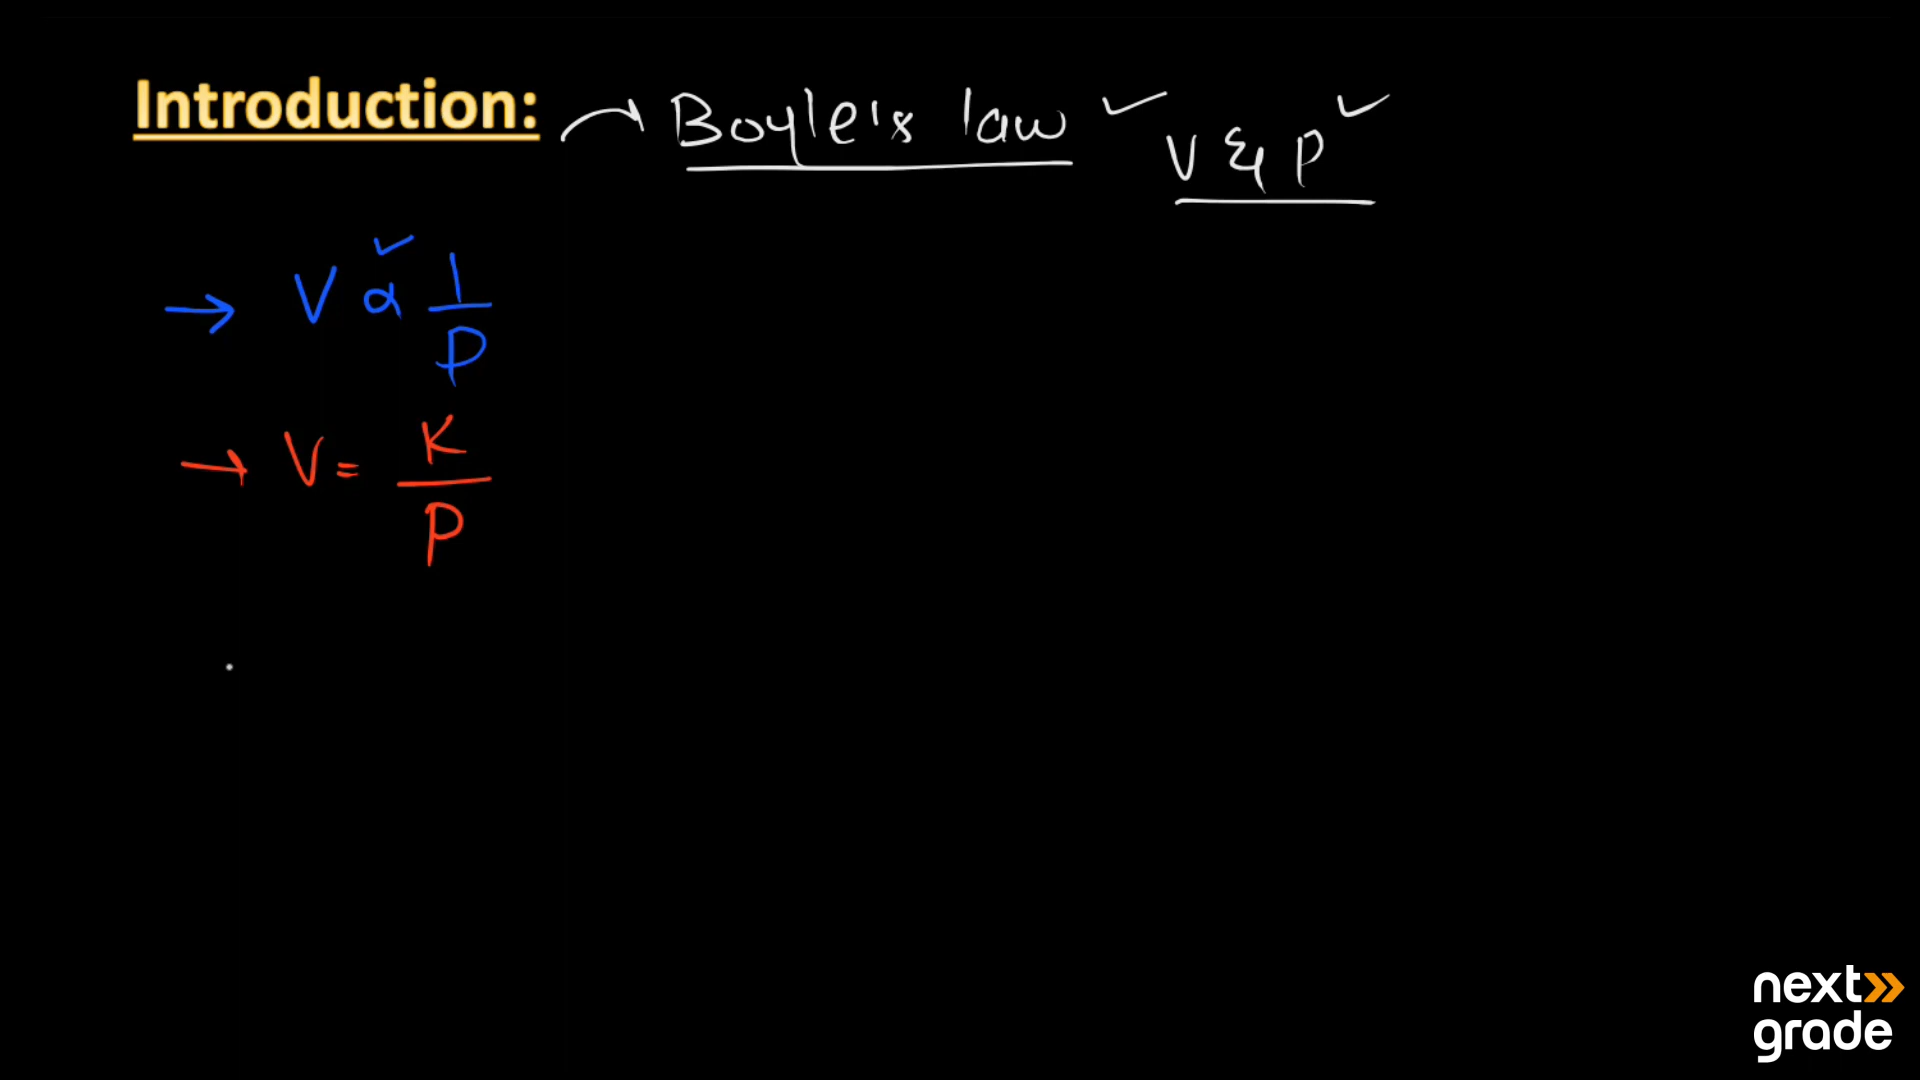 Introduction: → Boyle's law ✓ V & P ✓
→ V ∝ 1/P ✓
→ V = K/P
next»
grade